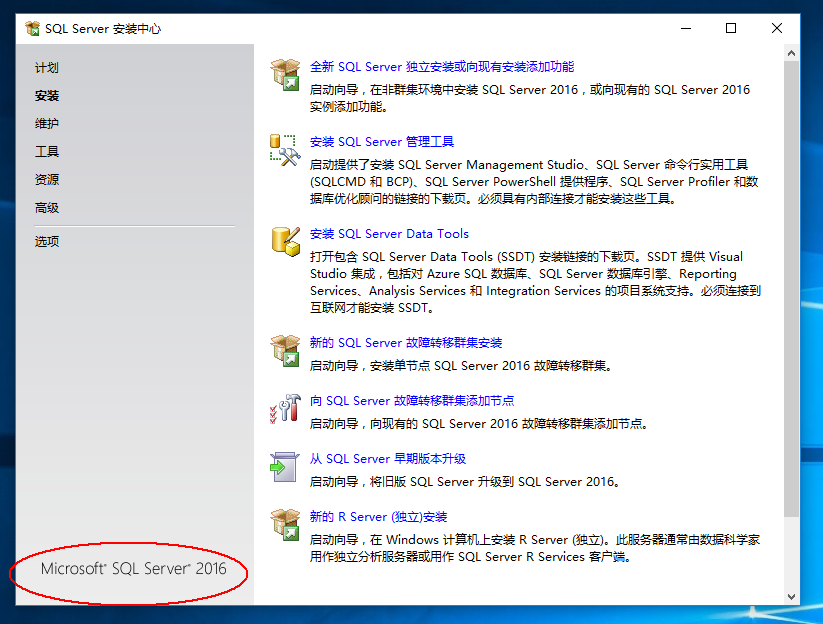 SQL Server 安装中心
计划
安装
维护
工具
资源
高级
选项
Microsoft® SQL Server® 2016
全新 SQL Server 独立安装或向现有安装添加功能
启动向导，在非群集环境中安装 SQL Server 2016，或向现有的 SQL Server 2016
实例添加功能。
安装 SQL Server 管理工具
启动提供了安装 SQL Server Management Studio、SQL Server 命令行实用工具
(SQLCMD 和 BCP)、SQL Server PowerShell 提供程序、SQL Server Profiler 和数
据库优化顾问的链接的下载页。必须具有内部连接才能安装这些工具。
安装 SQL Server Data Tools
打开包含 SQL Server Data Tools (SSDT) 安装链接的下载页。SSDT 提供 Visual
Studio 集成，包括对 Azure SQL 数据库、SQL Server 数据库引擎、Reporting
Services、Analysis Services 和 Integration Services 的项目系统支持。必须连接到
互联网才能安装 SSDT。
新的 SQL Server 故障转移群集安装
启动向导，安装单节点 SQL Server 2016 故障转移群集。
向 SQL Server 故障转移群集添加节点
启动向导，向现有的 SQL Server 2016 故障转移群集添加节点。
从 SQL Server 早期版本升级
启动向导，将旧版 SQL Server 升级到 SQL Server 2016。
新的 R Server (独立)安装
启动向导，在 Windows 计算机上安装 R Server (独立)。此服务器通常由数据科学家
用作独立分析服务器或用作 SQL Server R Services 客户端。